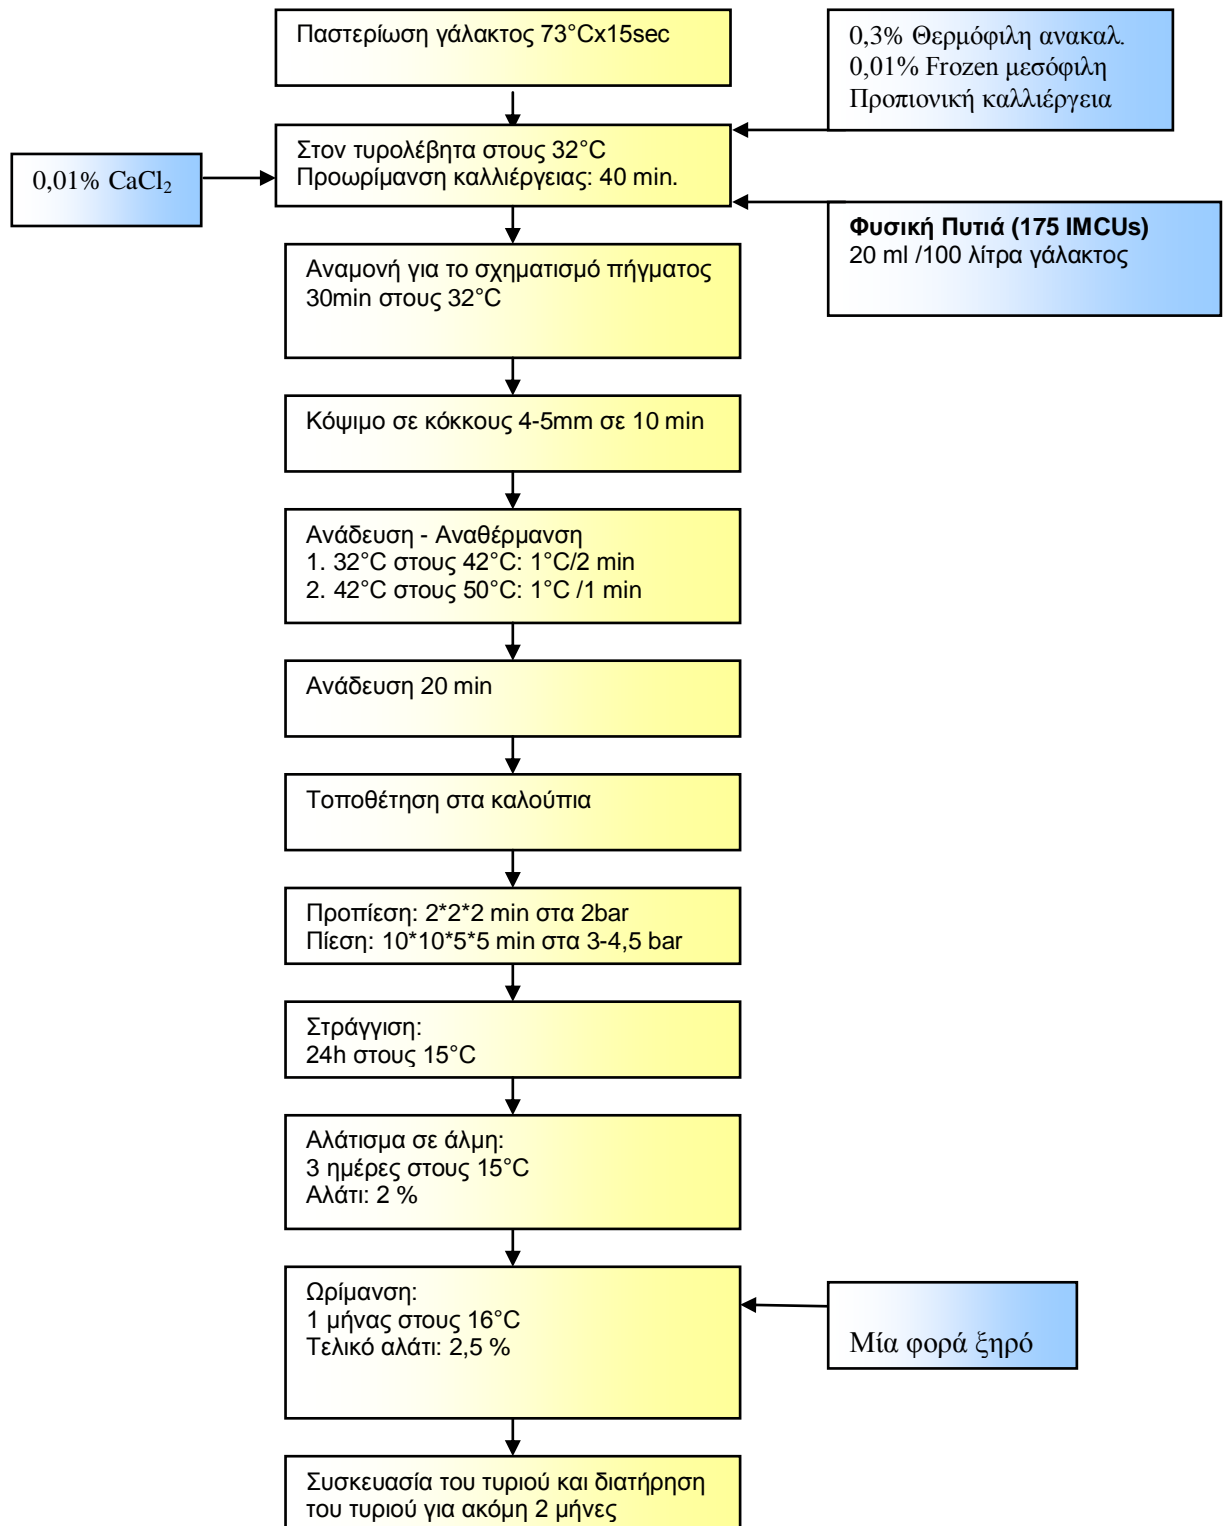 Παστερίωση γάλακτος 73°Cx15sec
0,3% Θερμόφιλη ανακαλ.
0,01% Frozen μεσόφιλη
Προπιονική καλλιέργεια
Στον τυρολέβητα στους 32°C
Προωρίμανση καλλιέργειας: 40 min.
0,01% CaCl₂
Φυσική Πυτιά (175 IMCUs)
20 ml /100 λίτρα γάλακτος
Αναμονή για το σχηματισμό πήγματος
30min στους 32°C
Κόψιμο σε κόκκους 4-5mm σε 10 min
Ανάδευση - Αναθέρμανση
1. 32°C στους 42°C: 1°C/2 min
2. 42°C στους 50°C: 1°C /1 min
Ανάδευση 20 min
Τοποθέτηση στα καλούπια
Προπίεση: 2*2*2 min στα 2bar
Πίεση: 10*10*5*5 min στα 3-4,5 bar
Στράγγιση:
24h στους 15°C
Αλάτισμα σε άλμη:
3 ημέρες στους 15°C
Αλάτι: 2 %
Ωρίμανση:
1 μήνας στους 16°C
Τελικό αλάτι: 2,5 %
Μία φορά ξηρό
Συσκευασία του τυριού και διατήρηση
του τυριού για ακόμη 2 μήνες